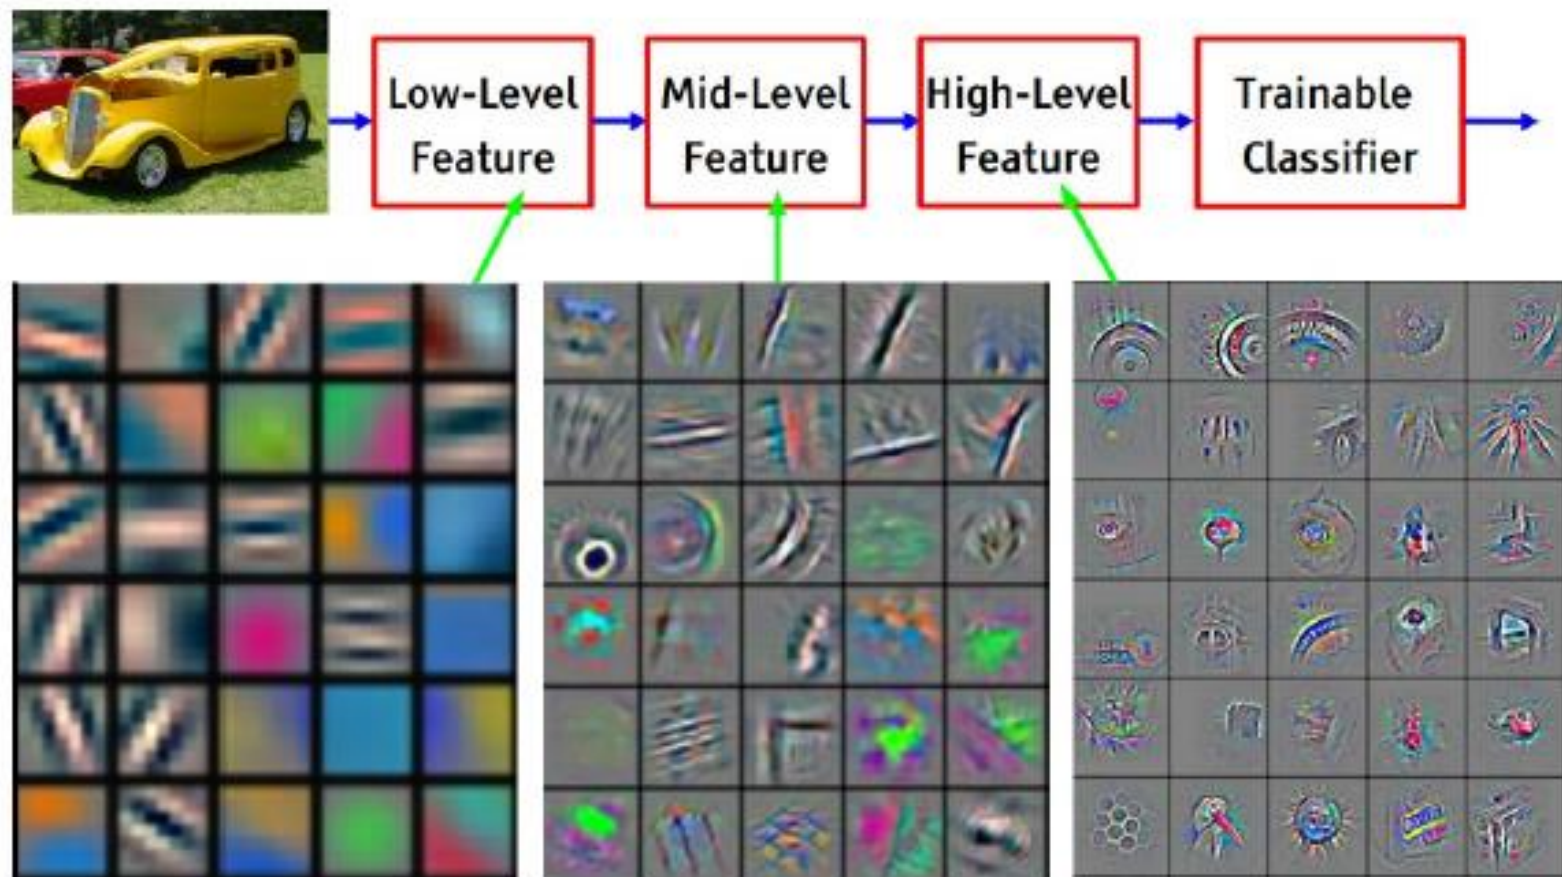 Low-Level
Feature
Mid-Level
Feature
High-Level
Feature
Trainable
Classifier